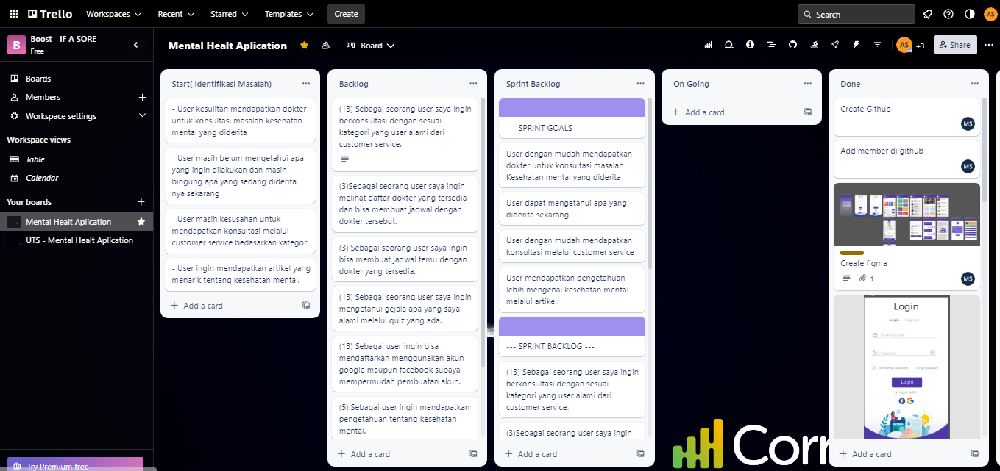 Trello
Workspaces
Recent
Starred
Templates
Create
Search
AS
B
Boost - IF A SORE
Free
Mental Healt Aplication
Board
AS
+3
Share
Boards
Members
Workspace settings
Workspace views
Table
Calendar
Your boards
Mental Healt Aplication
UTS - Mental Healt Aplication
Try Premium free
Start( Identifikasi Masalah)
- User kesulitan mendapatkan dokter
untuk konsultasi masalah kesehatan
mental yang diderita
- User masih belum mengetahui apa
yang ingin dilakukan dan masih
bingung apa yang sedang diderita
nya sekarang
- User masih kesusahan untuk
mendapatkan konsultasi melalui
customer service bedasarkan kategori
- User ingin mendapatkan artikel yang
menarik tentang kesehatan mental.
Add a card
Backlog
(13) Sebagai seorang user saya ingin
berkonsultasi dengan sesuai
kategori yang user alami dari
customer service.
(3)Sebagai seorang user saya ingin
melihat daftar dokter yang tersedia
dan bisa membuat jadwal dengan
dokter tersebut.
(3) Sebagai seorang user saya ingin
bisa membuat jadwal temu dengan
dokter yang tersedia.
(13) Sebagai seorang user saya ingin
mengetahui gejala apa yang saya
alami melalui quiz yang ada.
(13) Sebagai user ingin bisa
mendaftarkan menggunakan akun
google maupun facebook supaya
mempermudah pembuatan akun.
(5) Sebagai user ingin mendapatkan
pengetahuan tentang kesehatan
mental.
Add a card
Sprint Backlog
--- SPRINT GOALS ---
User dengan mudah mendapatkan
dokter untuk konsultasi masalah
Kesehatan mental yang diderita
User dapat mengetahui apa yang
diderita sekarang
User dengan mudah mendapatkan
konsultasi melalui customer service
User mendapatkan pengetahuan
lebih mengenai kesehatan mental
melalui artikel.
--- SPRINT BACKLOG ---
(13) Sebagai seorang user saya ingin
berkonsultasi dengan sesuai
kategori yang user alami dari
customer service.
(3)Sebagai seorang user saya ingin
Add a card
On Going
Add a card
Done
Create Github
MS
Add member di github
MS
Create figma
1
MS
Login
Login
Register
Email Address
Password
Remember password
Forget password
Login
or login with
Add a card
Corr